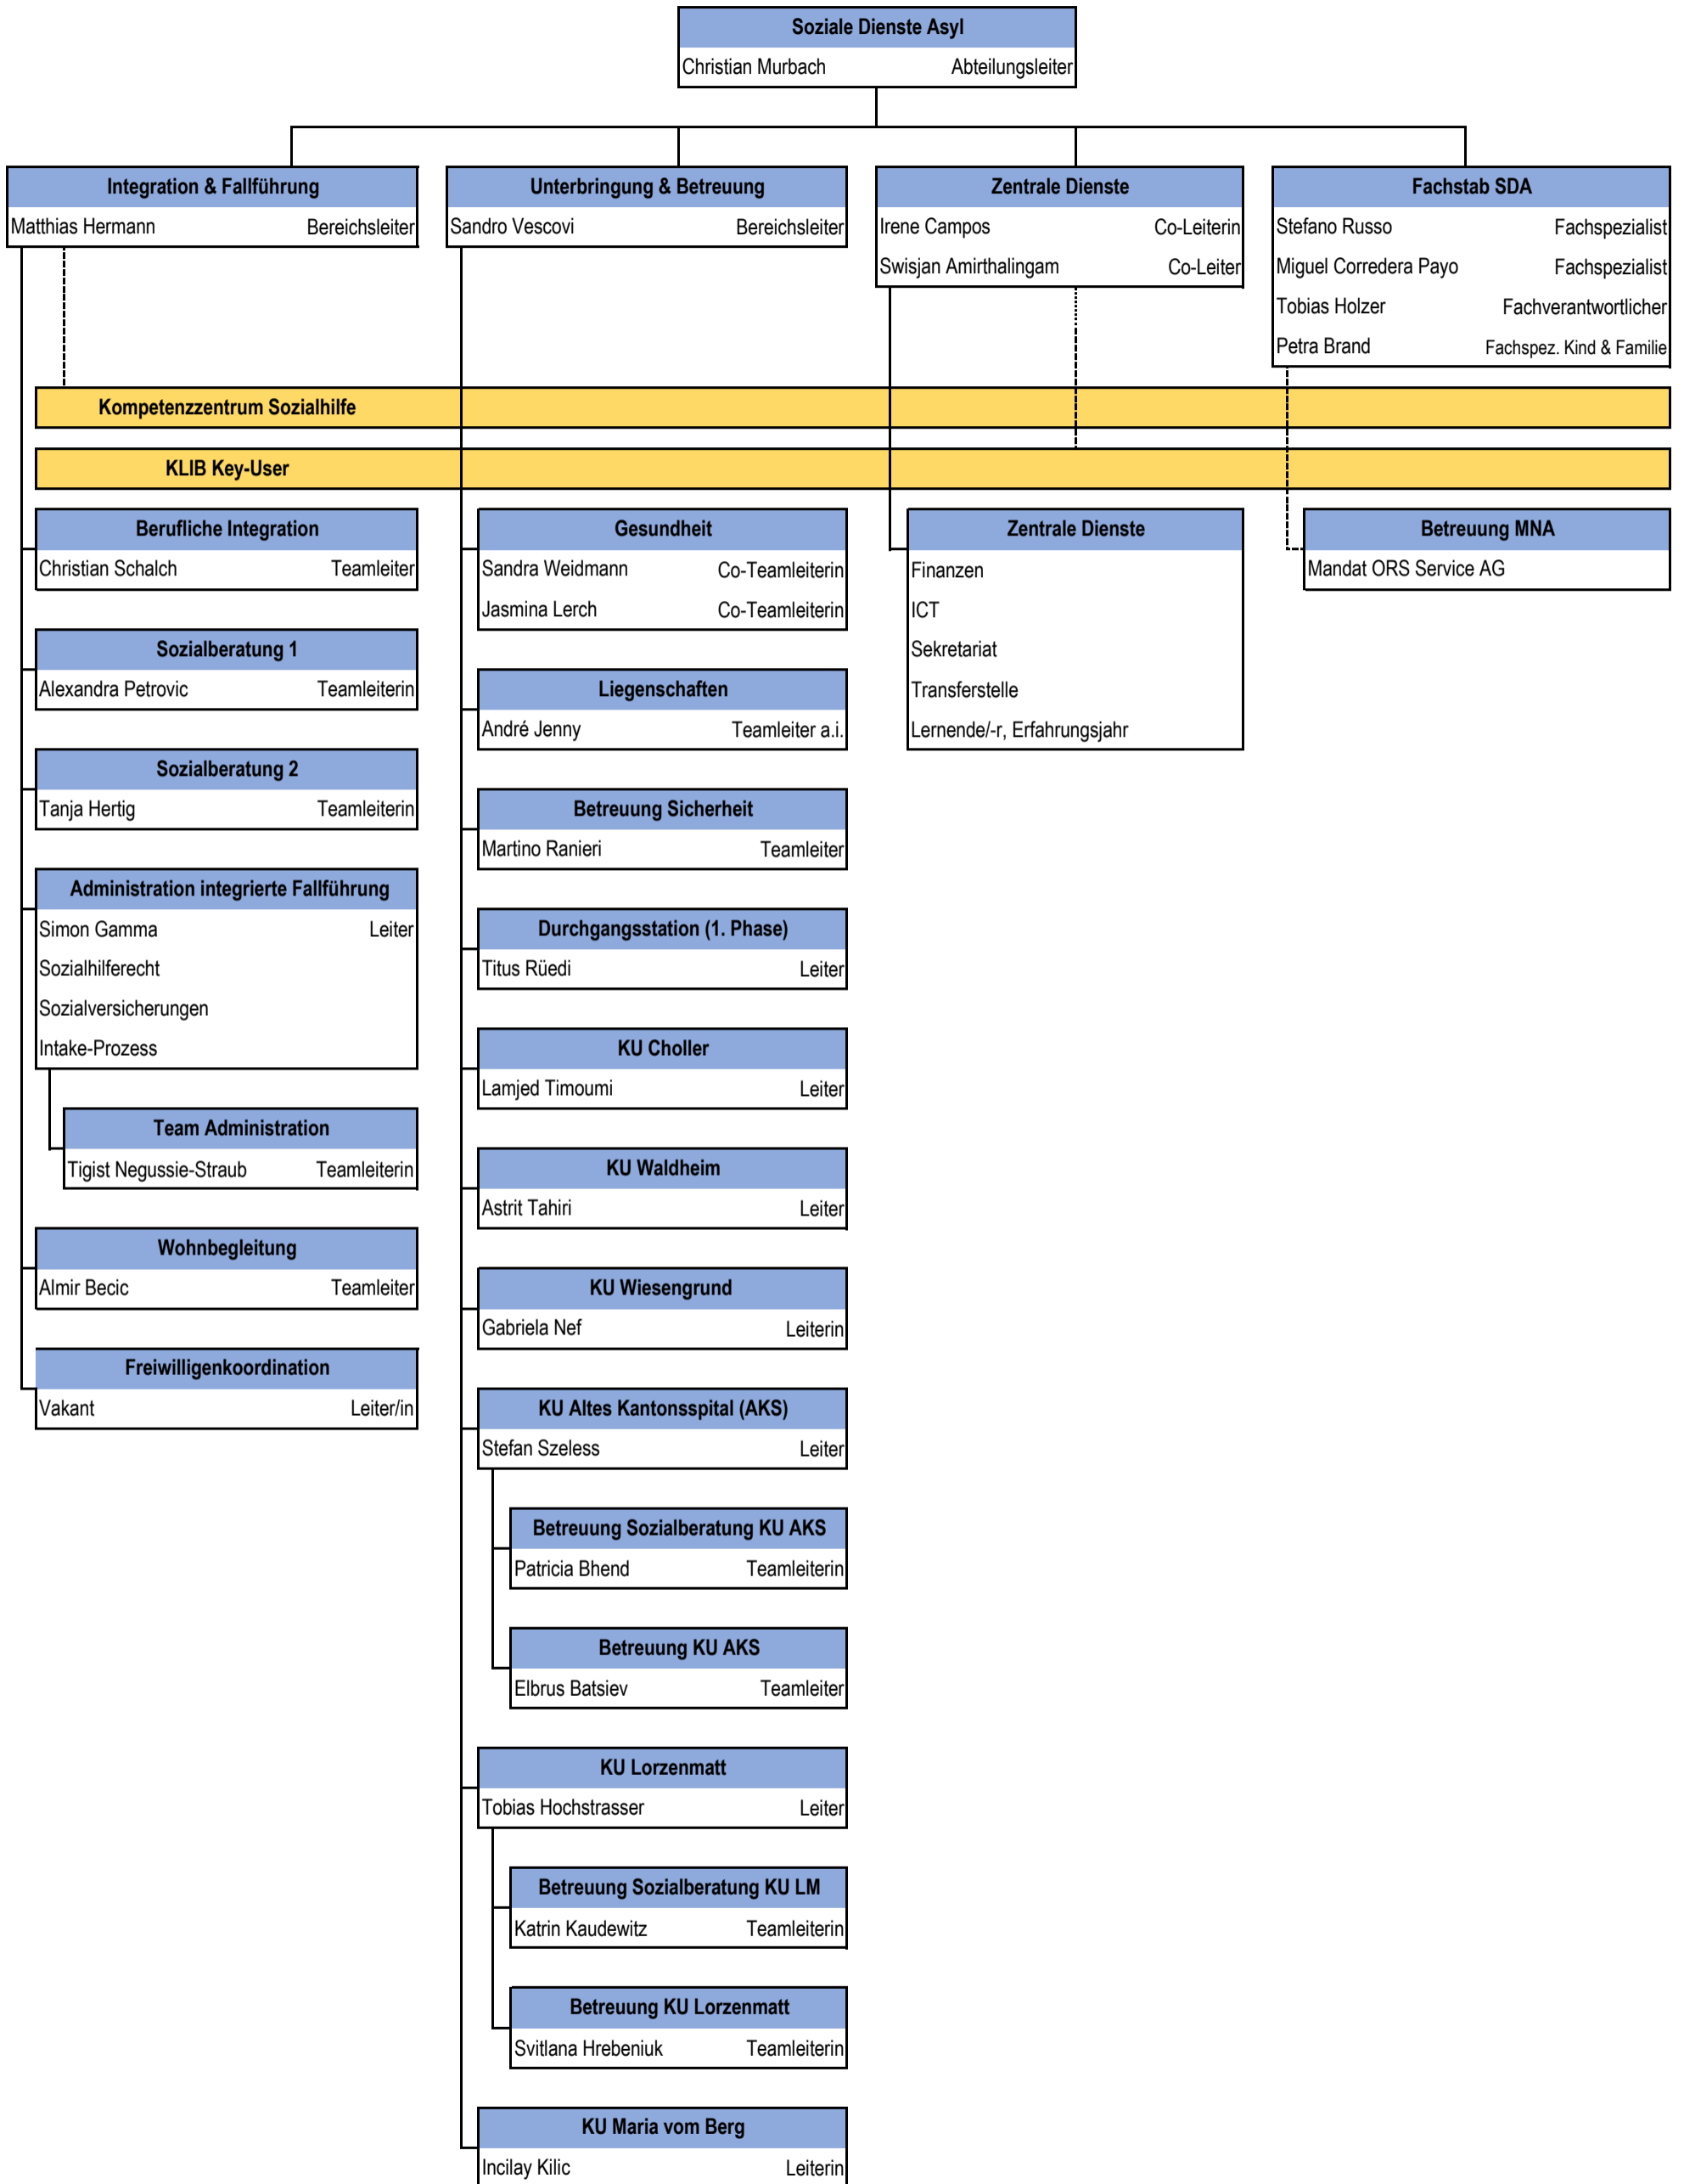 Soziale Dienste Asyl
Christian Murbach Abteilungsleiter
Integration & Fallführung
Matthias Hermann Bereichsleiter
Unterbringung & Betreuung
Sandro Vescovi Bereichsleiter
Zentrale Dienste
Irene Campos Co-Leiterin
Swisjan Amirthalingam Co-Leiter
Fachstab SDA
Stefano Russo Fachspezialist
Miguel Corredera Payo Fachspezialist
Tobias Holzer Fachverantwortlicher
Petra Brand Fachspez. Kind & Familie
Kompetenzzentrum Sozialhilfe
KLIB Key-User
Berufliche Integration
Christian Schalch Teamleiter
Sozialberatung 1
Alexandra Petrovic Teamleiterin
Sozialberatung 2
Tanja Hertig Teamleiterin
Administration integrierte Fallführung
Simon Gamma Leiter
Sozialhilferecht
Sozialversicherungen
Intake-Prozess
Team Administration
Tigist Negussie-Straub Teamleiterin
Wohnbegleitung
Almir Becic Teamleiter
Freiwilligenkoordination
Vakant Leiter/in
Gesundheit
Sandra Weidmann Co-Teamleiterin
Jasmina Lerch Co-Teamleiterin
Liegenschaften
André Jenny Teamleiter a.i.
Betreuung Sicherheit
Martino Ranieri Teamleiter
Durchgangsstation (1. Phase)
Titus Rüedi Leiter
KU Choller
Lamjed Timoumi Leiter
KU Waldheim
Astrit Tahiri Leiter
KU Wiesengrund
Gabriela Nef Leiterin
KU Altes Kantonsspital (AKS)
Stefan Szeless Leiter
Betreuung Sozialberatung KU AKS
Patricia Bhend Teamleiterin
Betreuung KU AKS
Elbrus Batsiev Teamleiter
KU Lorzenmatt
Tobias Hochstrasser Leiter
Betreuung Sozialberatung KU LM
Katrin Kaudewitz Teamleiterin
Betreuung KU Lorzenmatt
Svitlana Hrebeniuk Teamleiterin
KU Maria vom Berg
Incilay Kilic Leiterin
Zentrale Dienste
Finanzen
ICT
Sekretariat
Transferstelle
Lernende/-r, Erfahrungsjahr
Betreuung MNA
Mandat ORS Service AG